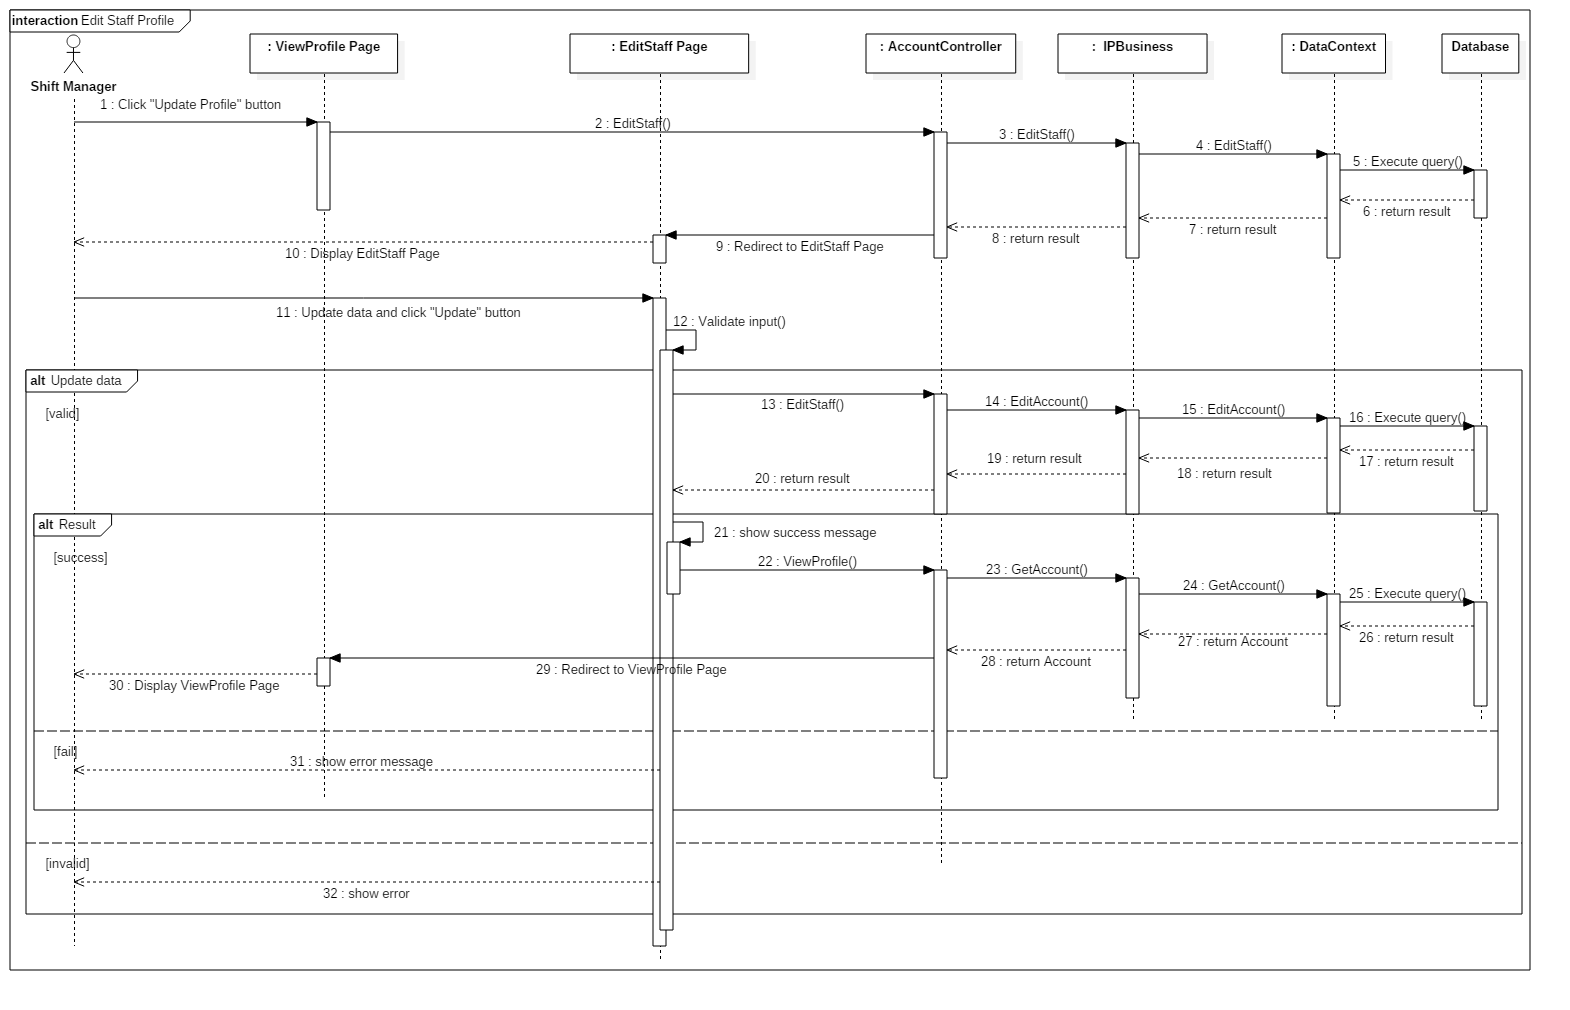 interaction Edit Staff Profile
: ViewProfile Page
: EditStaff Page
: AccountController
: IPBusiness
: DataContext
Database
Shift Manager
1 : Click "Update Profile" button
2 : EditStaff()
3 : EditStaff()
4 : EditStaff()
5 : Execute query()
6 : return result
7 : return result
8 : return result
9 : Redirect to EditStaff Page
10 : Display EditStaff Page
11 : Update data and click "Update" button
12 : Validate input()
alt Update data
[valid]
13 : EditStaff()
14 : EditAccount()
15 : EditAccount()
16 : Execute query()
17 : return result
18 : return result
19 : return result
20 : return result
alt Result
[success]
21 : show success message
22 : ViewProfile()
23 : GetAccount()
24 : GetAccount()
25 : Execute query()
26 : return result
27 : return Account
28 : return Account
29 : Redirect to ViewProfile Page
30 : Display ViewProfile Page
[fail]
31 : show error message
[invalid]
32 : show error